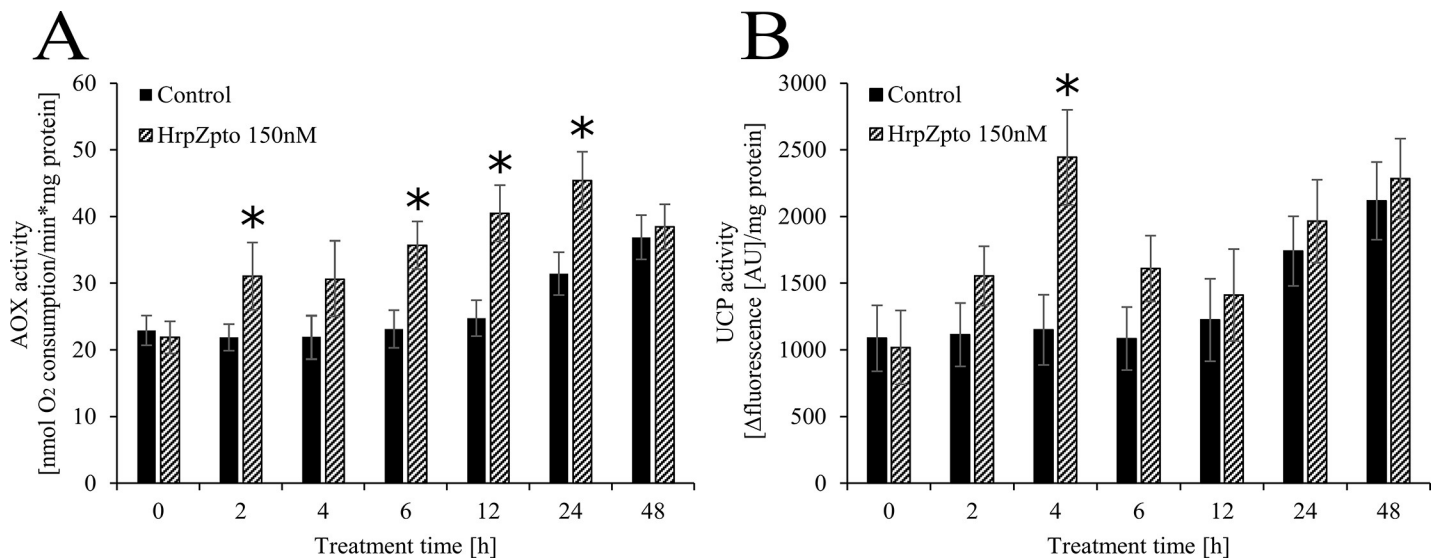 A
AOX activity
[nmol O₂ consumption/min*mg protein]
60
50
40
30
20
10
0
Control
HrpZpto 150nM
*
*
*
*
0 2 4 6 12 24 48
Treatment time [h]
B
UCP activity
[Δfluorescence [AU]/mg protein]
3000
2500
2000
1500
1000
500
0
Control
HrpZpto 150nM
*
0 2 4 6 12 24 48
Treatment time [h]